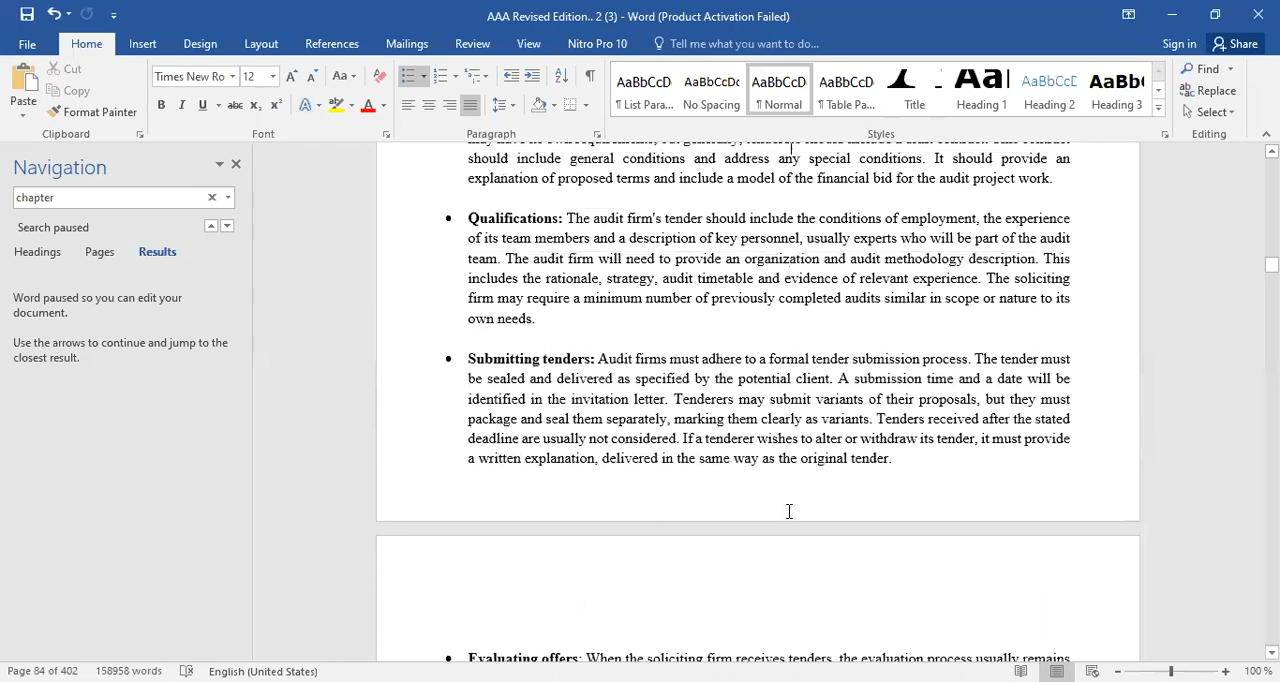 AAA Revised Edition.. 2 (3) - Word (Product Activation Failed)
File Home Insert Design Layout References Mailings Review View Nitro Pro 10 Tell me what you want to do... Sign in Share
Paste
Cut
Copy
Format Painter
Clipboard
Times New Ro 12
Font
Paragraph
AaBbCcD AaBbCcDc AaBbCcD AaBbCcD AaBbCcD AaBbC
¶ List Para... No Spacing ¶ Normal ¶ Table Pa... Title Heading 1 Heading 2 Heading 3
Styles
Find
Replace
Select
Editing
Navigation
chapter
Search paused
Headings Pages Results
Word paused so you can edit your
document.
Use the arrows to continue and jump to the
closest result.
should include general conditions and address any special conditions. It should provide an
explanation of proposed terms and include a model of the financial bid for the audit project work.
• Qualifications: The audit firm's tender should include the conditions of employment, the experience
of its team members and a description of key personnel, usually experts who will be part of the audit
team. The audit firm will need to provide an organization and audit methodology description. This
includes the rationale, strategy, audit timetable and evidence of relevant experience. The soliciting
firm may require a minimum number of previously completed audits similar in scope or nature to its
own needs.
• Submitting tenders: Audit firms must adhere to a formal tender submission process. The tender must
be sealed and delivered as specified by the potential client. A submission time and a date will be
identified in the invitation letter. Tenderers may submit variants of their proposals, but they must
package and seal them separately, marking them clearly as variants. Tenders received after the stated
deadline are usually not considered. If a tenderer wishes to alter or withdraw its tender, it must provide
a written explanation, delivered in the same way as the original tender.
• Evaluating offers: When the soliciting firm receives tenders, the evaluation process usually remains
Page 84 of 402 158958 words English (United States) 100 %